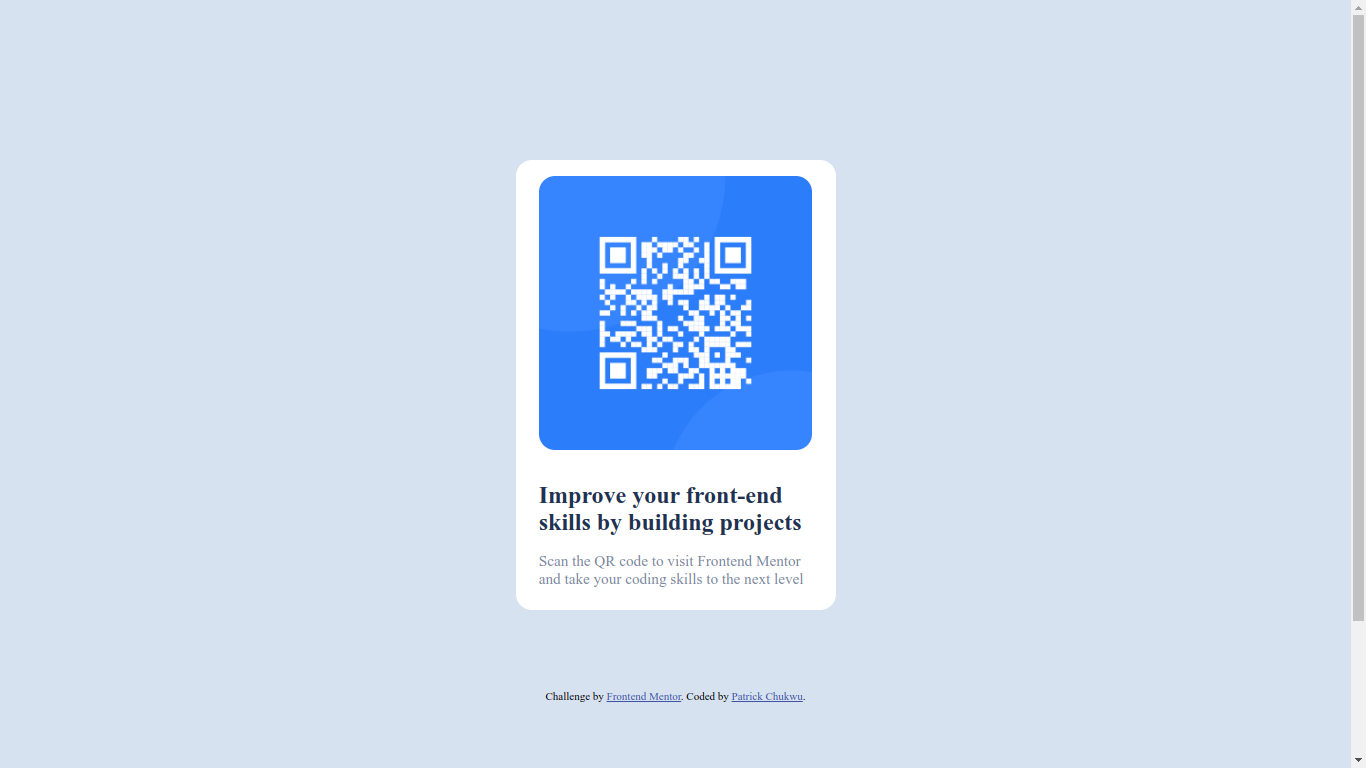 Improve your front-end
skills by building projects
Scan the QR code to visit Frontend Mentor
and take your coding skills to the next level
Challenge by Frontend Mentor. Coded by Patrick Chukwu.